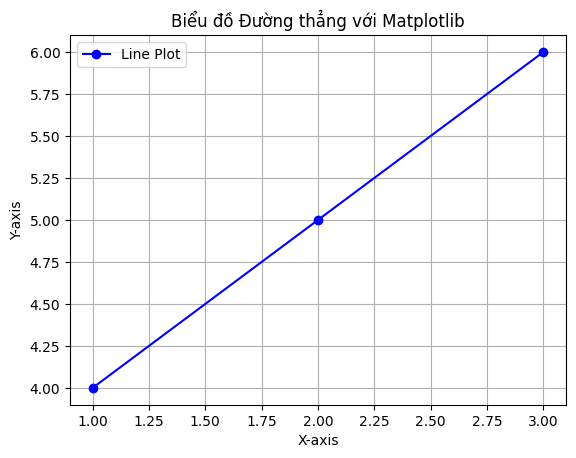 Biểu đồ Đường thẳng với Matplotlib
Line Plot
6.00
5.75
5.50
5.25
5.00
4.75
4.50
4.25
4.00
Y-axis
1.00 1.25 1.50 1.75 2.00 2.25 2.50 2.75 3.00
X-axis